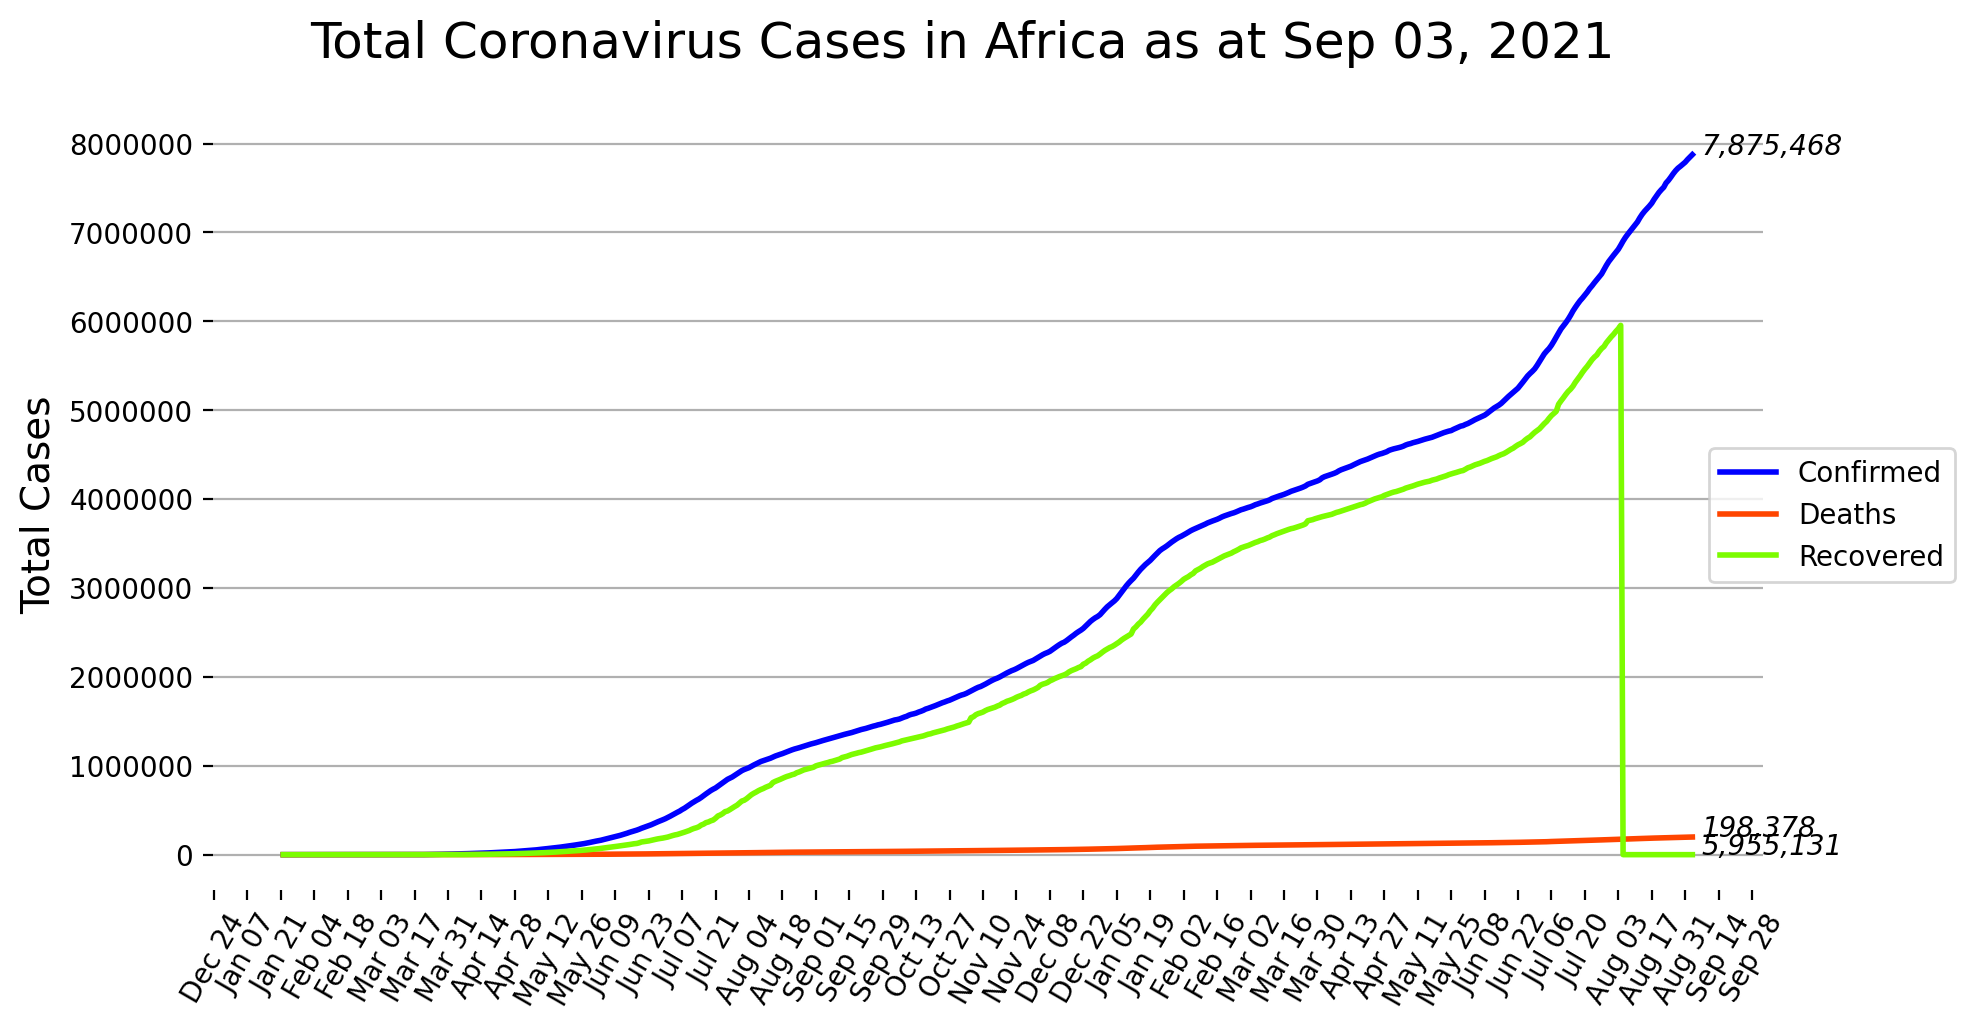 Total Coronavirus Cases in Africa as at Sep 03, 2021
8000000
7000000
6000000
5000000
4000000
3000000
2000000
1000000
0
Total Cases
7,875,468
198,378
5,955,131
Confirmed
Deaths
Recovered
Dec 24
Jan 07
Jan 21
Feb 04
Feb 18
Mar 03
Mar 17
Mar 31
Apr 14
Apr 28
May 12
May 26
Jun 09
Jun 23
Jul 07
Jul 21
Aug 04
Aug 18
Sep 01
Sep 15
Sep 29
Oct 13
Oct 27
Nov 10
Nov 24
Dec 08
Dec 22
Jan 05
Jan 19
Feb 02
Feb 16
Mar 02
Mar 16
Mar 30
Apr 13
Apr 27
May 11
May 25
Jun 08
Jun 22
Jul 06
Jul 20
Aug 03
Aug 17
Aug 31
Sep 14
Sep 28